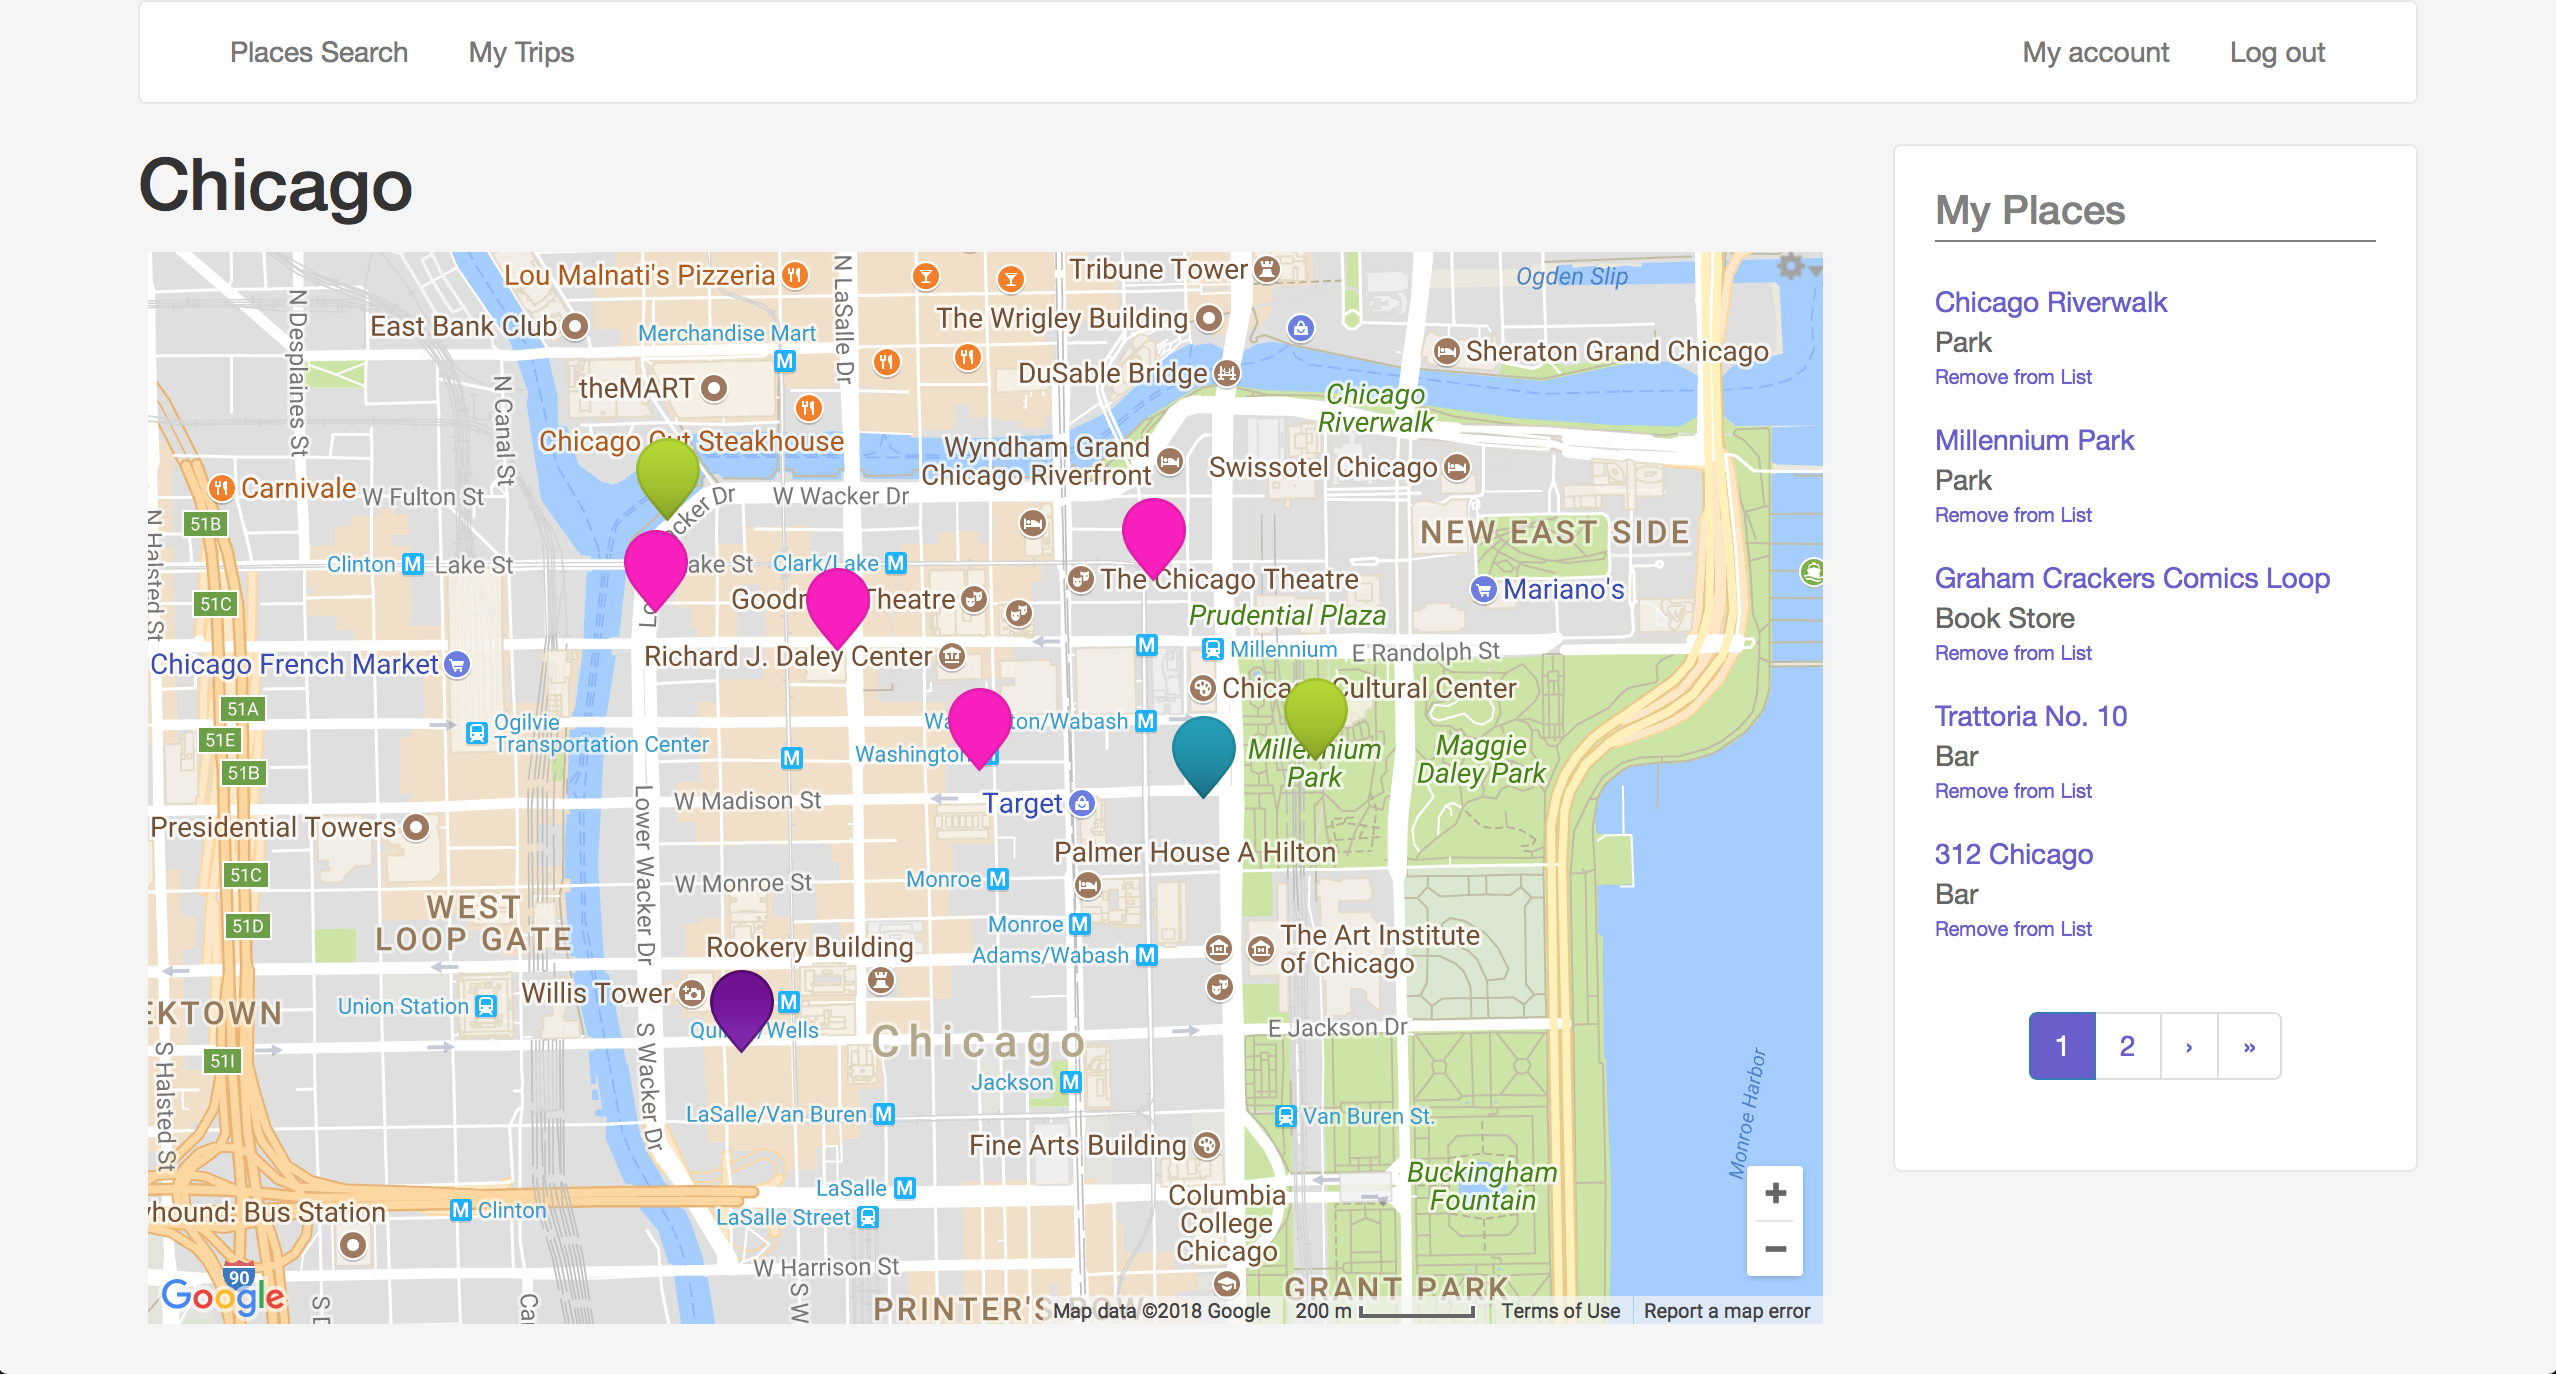 Places Search
My Trips
My account
Log out
Chicago
Lou Malnati's Pizzeria
Tribune Tower
Ogden Slip
N Desplaines St
N LaSalle Dr
East Bank Club
Merchandise Mart
The Wrigley Building
Sheraton Grand Chicago
theMART
DuSable Bridge
N Canal St
Chicago
Riverwalk
Chicago Cut Steakhouse
Wyndham Grand
Chicago Riverfront
Swissotel Chicago
Carnivale
W Fulton St
W Wacker Dr
51B
N Halsted St
NEW EAST SIDE
Clinton
Lake St
Clark/Lake
The Chicago Theatre
Mariano's
51C
Theatre
Prudential Plaza
Chicago French Market
Richard J. Daley Center
Millennium
E Randolph St
Cultural Center
51A
51E
51B
Ogilvie
Transportation Center
ton/Wabash
Washington
Millennium
Park
Maggie
Daley Park
W Madison St
Target
Presidential Towers
Lower Wacker Dr
Palmer House A Hilton
51C
W Monroe St
Monroe
WEST
LOOP GATE
51D
Monroe
Rookery Building
Adams/Wabash
The Art Institute
of Chicago
Willis Tower
Union Station
EKTOWN
/Wells
Chicago
E Jackson Dr
51I
S Halsted St
S Wacker Dr
Jackson
Monroe Harbor
LaSalle/Van Buren
Van Buren St.
Fine Arts Building
Buckingham
Fountain
LaSalle
Columbia
College
Chicago
yhound: Bus Station
Clinton
LaSalle Street
W Harrison St
90
Google
S W
GRANT PARK
PRINTER'S ROW
Map data ©2018 Google
200 m
Terms of Use
Report a map error
My Places
Chicago Riverwalk
Park
Remove from List
Millennium Park
Park
Remove from List
Graham Crackers Comics Loop
Book Store
Remove from List
Trattoria No. 10
Bar
Remove from List
312 Chicago
Bar
Remove from List
1
2
›
»